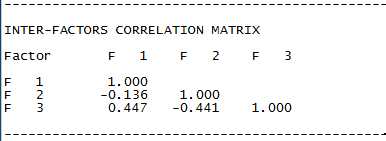 INTER-FACTORS CORRELATION MATRIX
Factor F 1 F 2 F 3
F 1 1.000
F 2 -0.136 1.000
F 3 0.447 -0.441 1.000